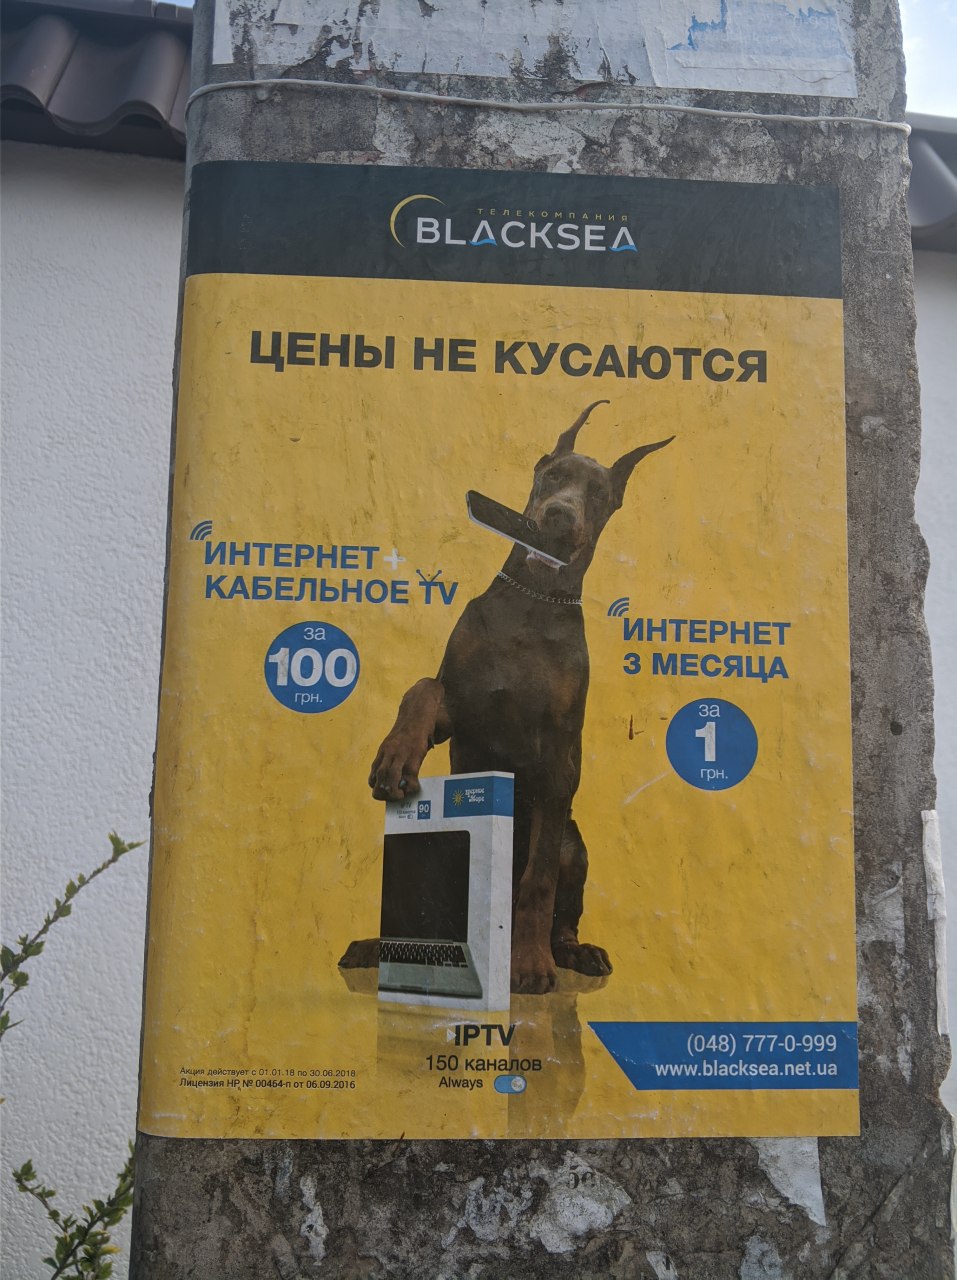 ТЕЛЕКОМПАНИЯ
BLACKSEA
ЦЕНЫ НЕ КУСАЮТСЯ
ИНТЕРНЕТ +
КАБЕЛЬНОЕ TV
за
100
грн.
ИНТЕРНЕТ
3 МЕСЯЦА
за
1
грн.
90
IPTV
150 каналов
Always
(048) 777-0-999
www.blacksea.net.ua
Акция действует с 01.01.18 по 30.06.2018
Лицензия НР № 00454-п от 06.09.2016